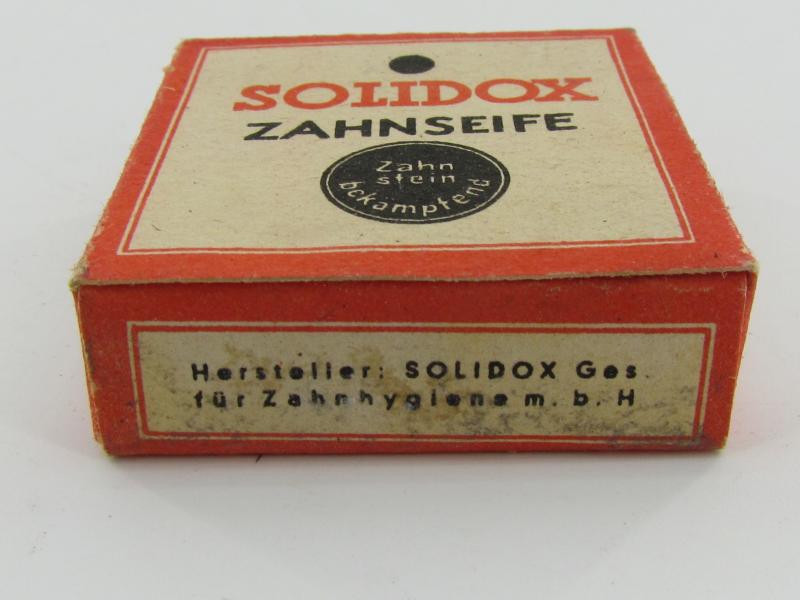 SOLIDOX
ZAHNSEIFE
Zahn
stein
bekämpfend
Hersteller: SOLIDOX Ges.
für Zahnhygiene m. b. H